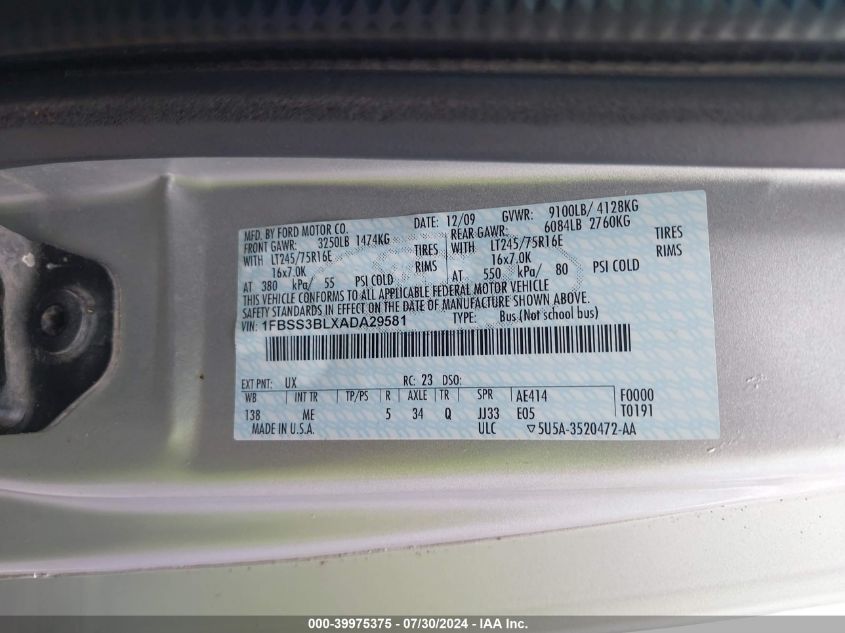 MFD. BY FORD MOTOR CO. DATE: 12/09 GVWR: 9100LB/ 4128KG
FRONT GAWR: 3250LB 1474KG REAR GAWR: 6084LB 2760KG
WITH LT245/75R16E TIRES WITH LT245/75R16E TIRES
16x7.0K RIMS 16x7.0K RIMS
AT 380 kPa/ 55 PSI COLD AT 550 kPa/ 80 PSI COLD
THIS VEHICLE CONFORMS TO ALL APPLICABLE FEDERAL MOTOR VEHICLE
SAFETY STANDARDS IN EFFECT ON THE DATE OF MANUFACTURE SHOWN ABOVE.
VIN: 1FBSS3BLXADA29581 TYPE: Bus (Not school bus)
EXT PNT: UX RC: 23 DSO:
WB INT TR TP/PS R AXLE TR SPR AE414 F0000
138 ME 5 34 Q JJ33 E05 T0191
MADE IN U.S.A. ULC ▽5U5A-3520472-AA
000-39975375 - 07/30/2024 - IAA Inc.